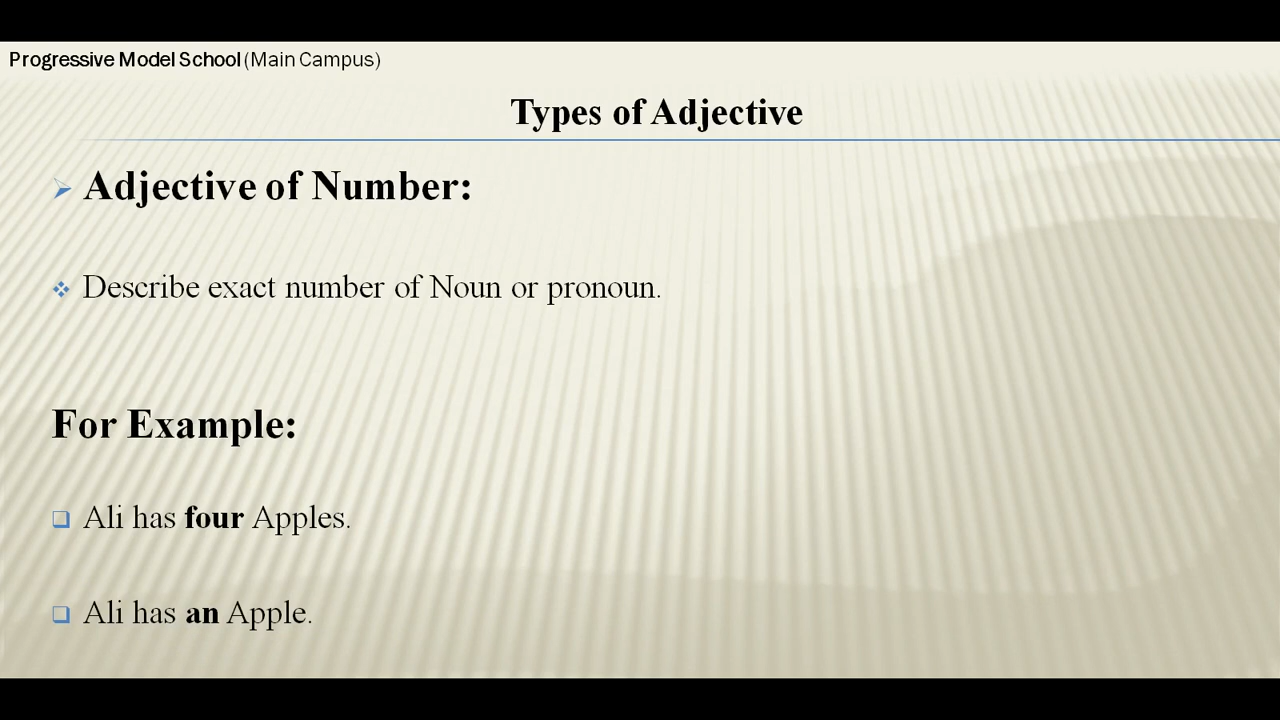 Progressive Model School (Main Campus)
Types of Adjective
Adjective of Number:
Describe exact number of Noun or pronoun.
For Example:
Ali has four Apples.
Ali has an Apple.